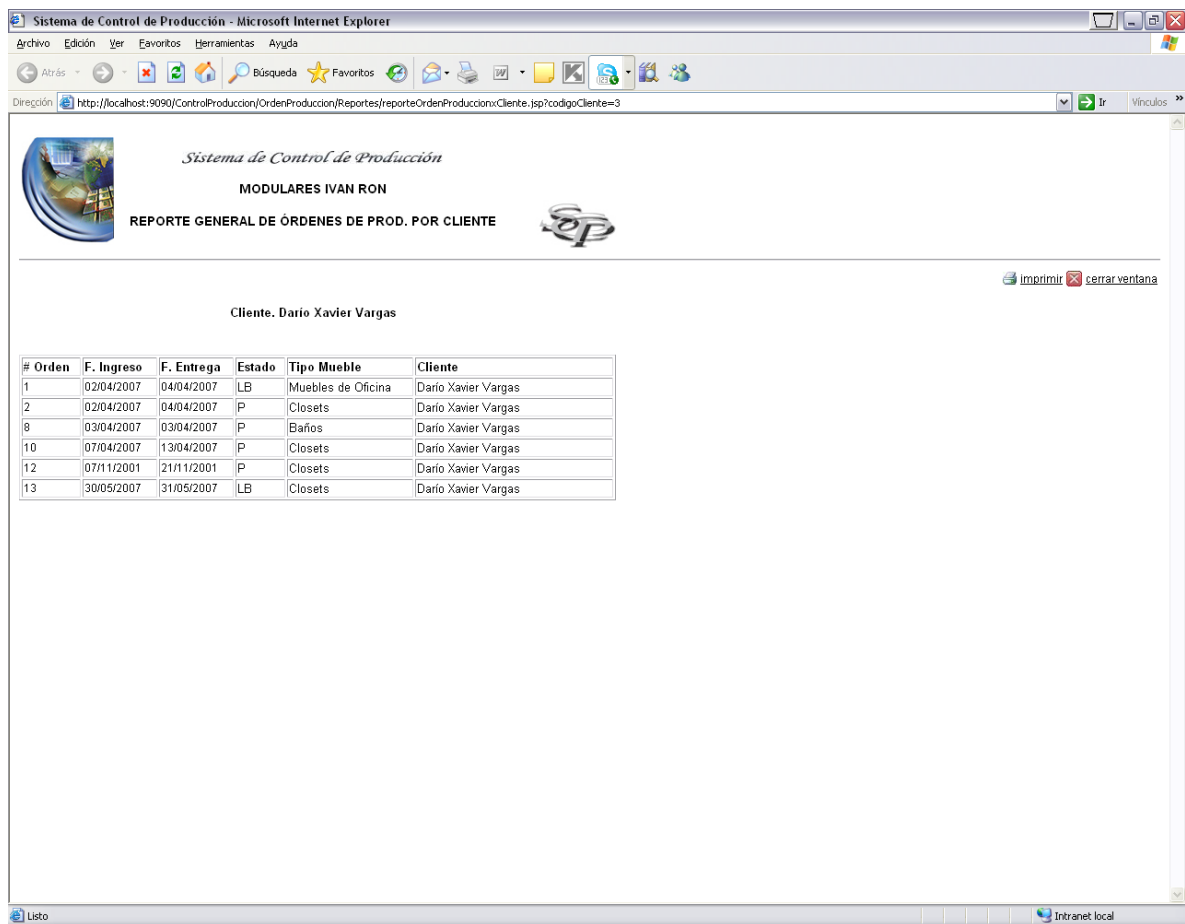 Sistema de Control de Producción - Microsoft Internet Explorer
Archivo Edición Ver Favoritos Herramientas Ayuda
Atrás Búsqueda Favoritos
Dirección http://localhost:9090/ControlProduccion/OrdenProduccion/Reportes/reporteOrdenProduccionxCliente.jsp?codigoCliente=3 Ir Vínculos »
Sistema de Control de Producción
MODULARES IVAN RON
REPORTE GENERAL DE ÓRDENES DE PROD. POR CLIENTE
SCP
imprimir cerrar ventana
Cliente. Darío Xavier Vargas
# Orden F. Ingreso F. Entrega Estado Tipo Mueble Cliente
1 02/04/2007 04/04/2007 LB Muebles de Oficina Darío Xavier Vargas
2 02/04/2007 04/04/2007 P Closets Darío Xavier Vargas
8 03/04/2007 03/04/2007 P Baños Darío Xavier Vargas
10 07/04/2007 13/04/2007 P Closets Darío Xavier Vargas
12 07/11/2001 21/11/2001 P Closets Darío Xavier Vargas
13 30/05/2007 31/05/2007 LB Closets Darío Xavier Vargas
Listo Intranet local